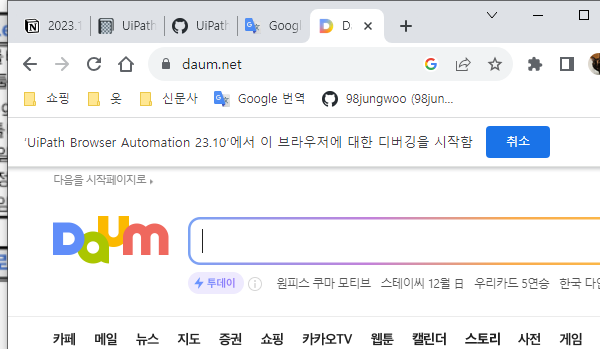 2023.1
UiPath
UiPath
Google
Da
daum.net
쇼핑
옷
신문사
Google 번역
98jungwoo (98jun...
'UiPath Browser Automation 23.10'에서 이 브라우저에 대한 디버깅을 시작함
취소
다음을 시작페이지로
Daum
투데이
원피스 쿠마 모티브
스테이씨 12월 日
우리카드 5연승
한국 다
카페 메일 뉴스 지도 증권 쇼핑 카카오TV 웹툰 캘린더 스토리 사전 게임